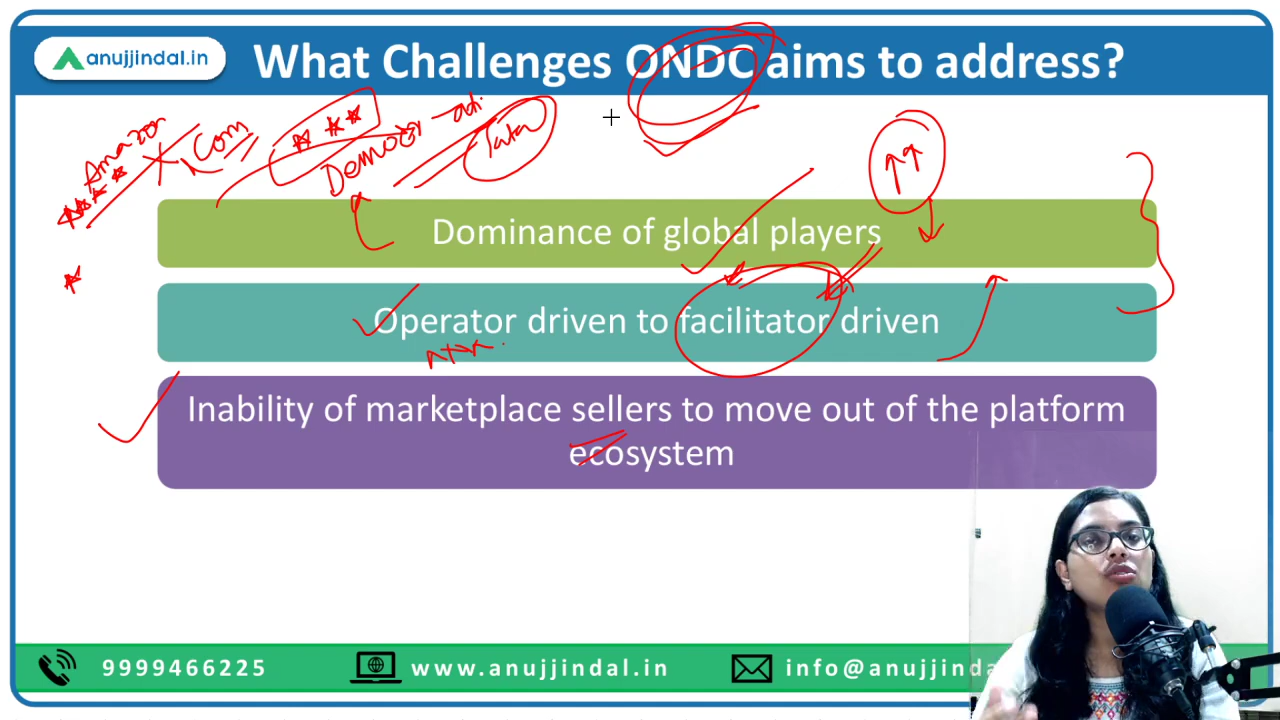 anujjindal.in
What Challenges ONDC aims to address?
Amazon
X Com
Democr
Tata
Dominance of global players
Operator driven to facilitator driven
Inability of marketplace sellers to move out of the platform
ecosystem
9999466225
www.anujjindal.in
info@anujjinda